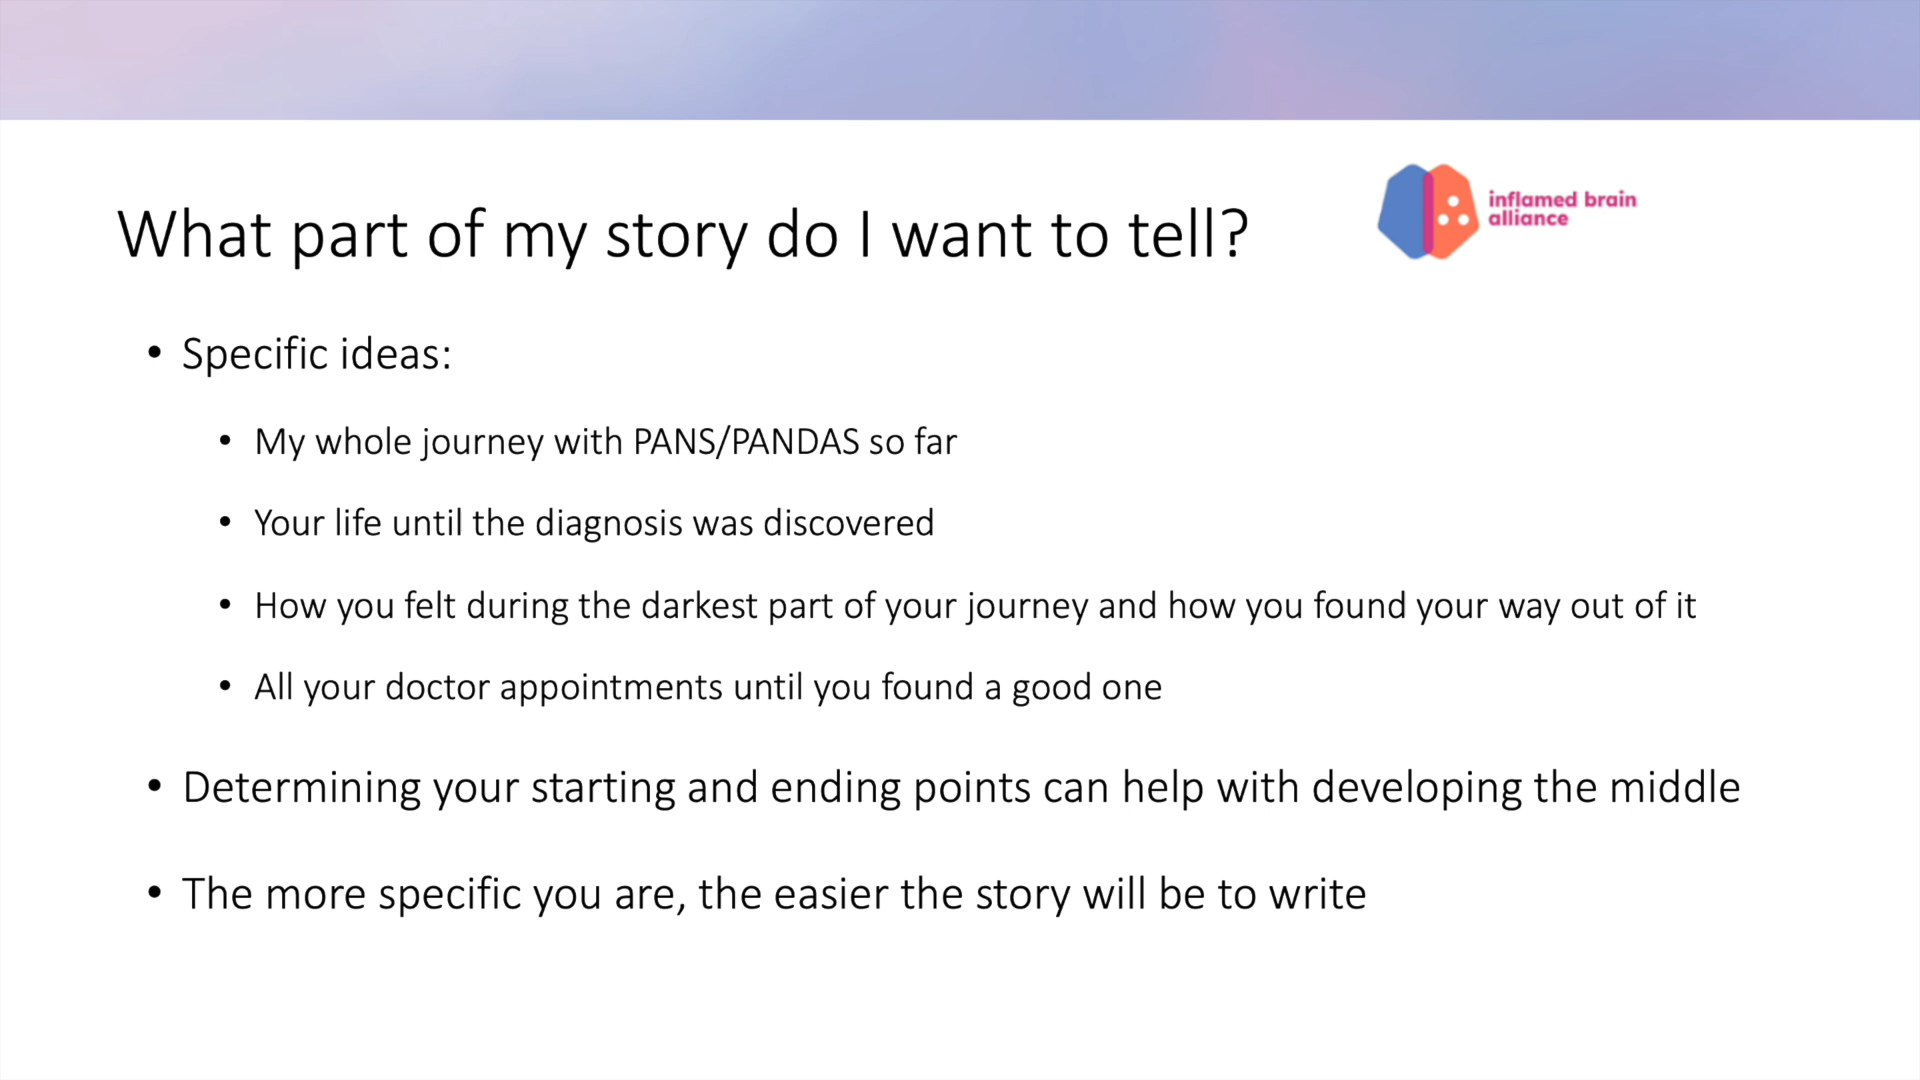 What part of my story do I want to tell?
inflamed brain
alliance
• Specific ideas:
• My whole journey with PANS/PANDAS so far
• Your life until the diagnosis was discovered
• How you felt during the darkest part of your journey and how you found your way out of it
• All your doctor appointments until you found a good one
• Determining your starting and ending points can help with developing the middle
• The more specific you are, the easier the story will be to write